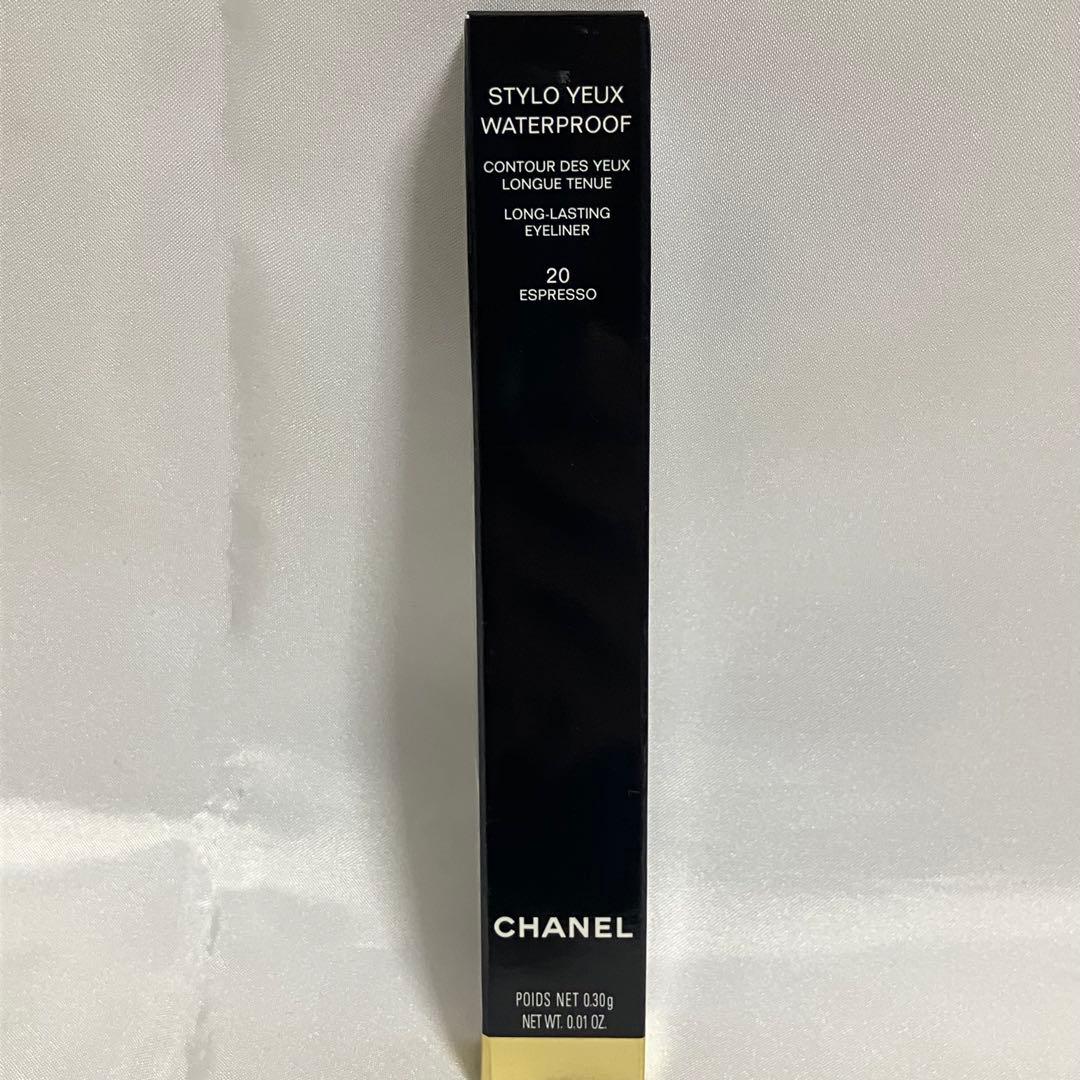 STYLO YEUX
WATERPROOF
CONTOUR DES YEUX
LONGUE TENUE
LONG-LASTING
EYELINER
20
ESPRESSO
CHANEL
POIDS NET 0.30g
NET WT. 0.01 OZ.